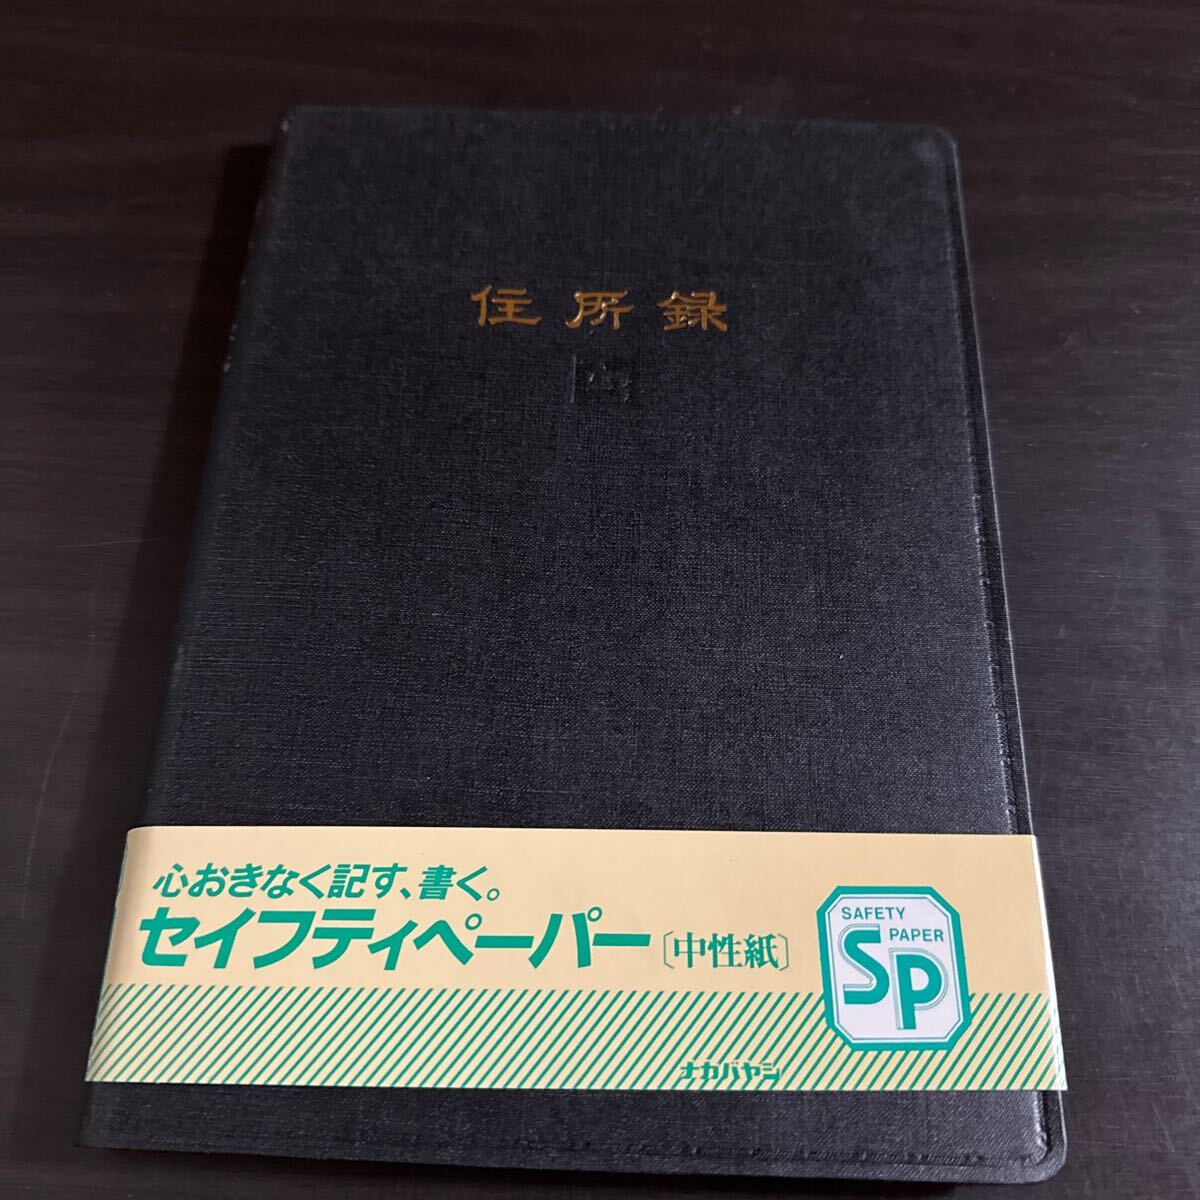 住所録
心おきなく記す、書く。
セイフティペーパー〔中性紙〕
SAFETY
PAPER
SP
ナカバヤシ